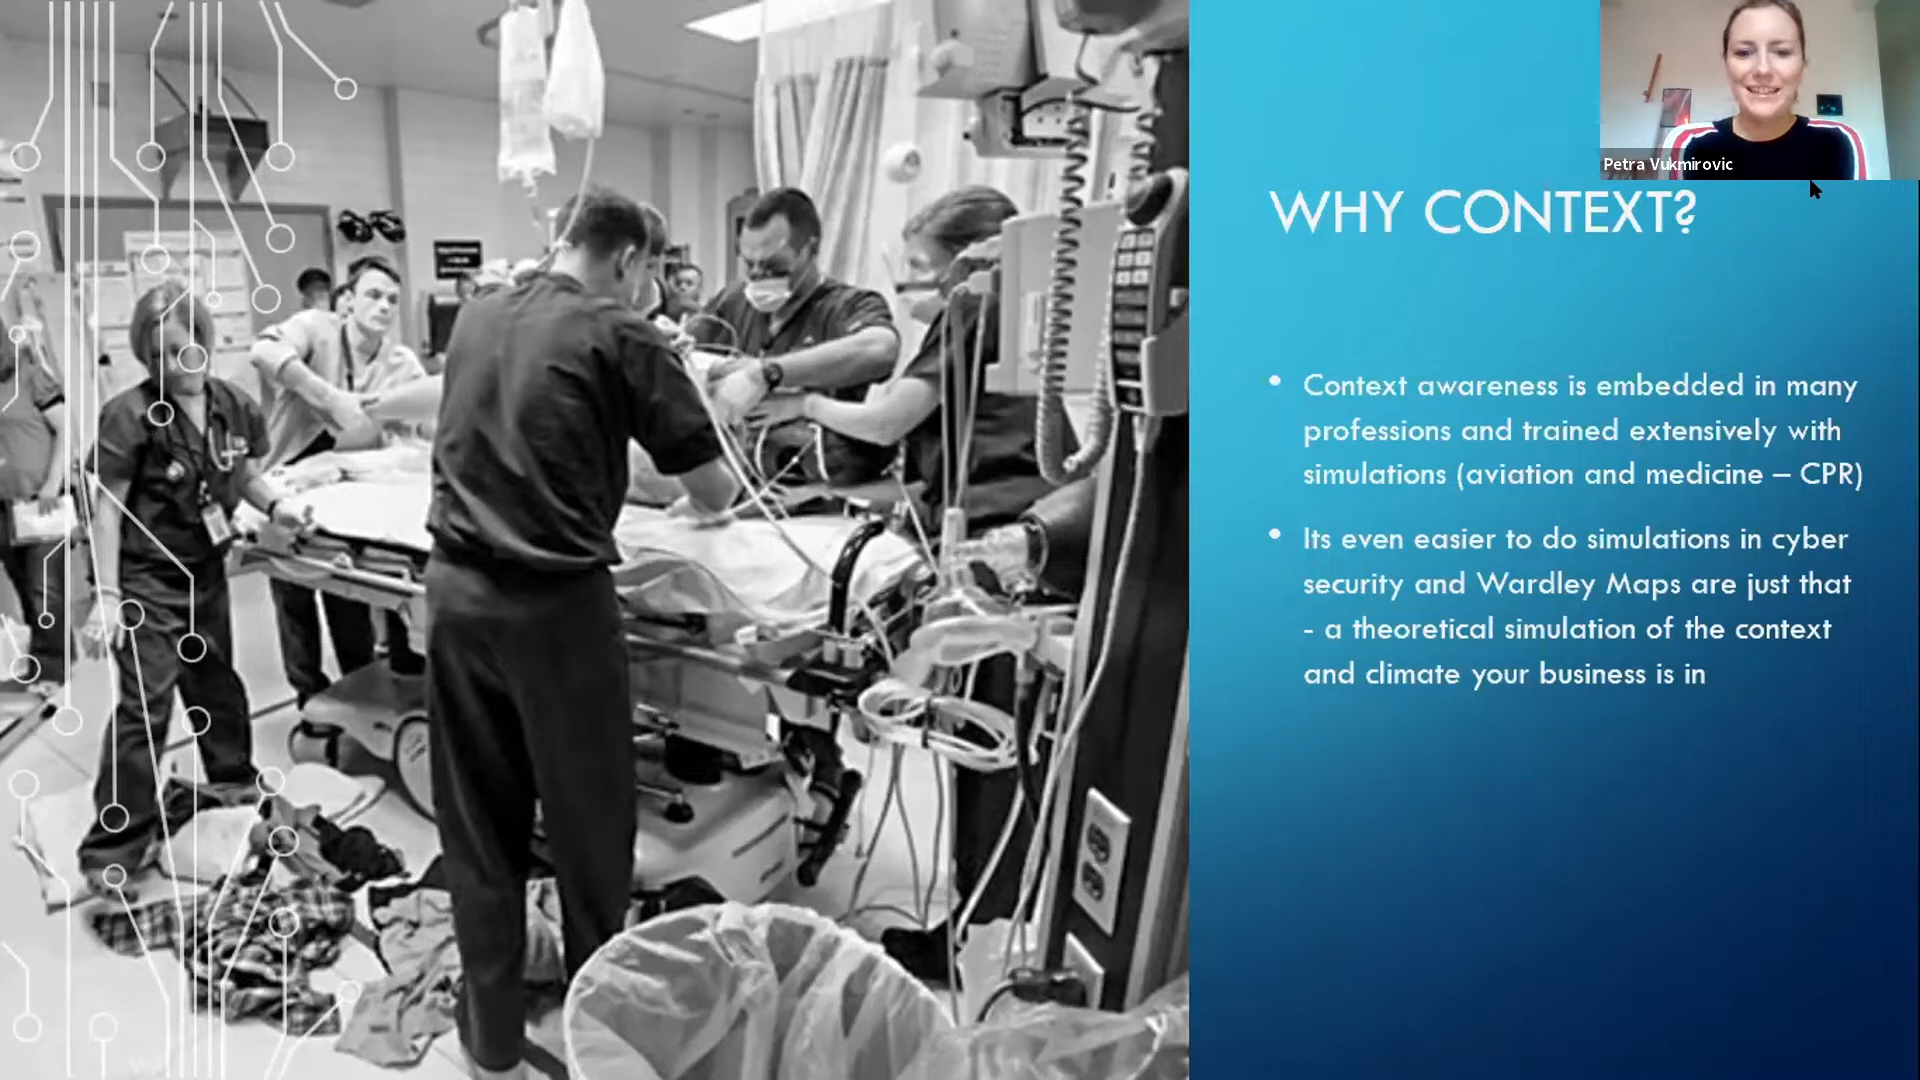 Petra Vukmirovic
WHY CONTEXT?
• Context awareness is embedded in many
professions and trained extensively with
simulations (aviation and medicine – CPR)
• Its even easier to do simulations in cyber
security and Wardley Maps are just that
- a theoretical simulation of the context
and climate your business is in